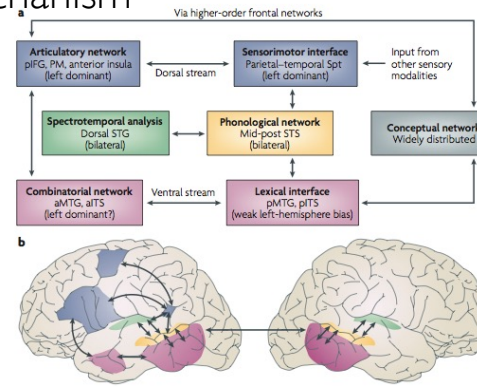 a
Via higher-order frontal networks
Articulatory network
pIFG, PM, anterior insula
(left dominant)
Dorsal stream
Sensorimotor interface
Parietal–temporal Spt
(left dominant)
Input from
other sensory
modalities
Spectrotemporal analysis
Dorsal STG
(bilateral)
Phonological network
Mid-post STS
(bilateral)
Conceptual network
Widely distributed
Combinatorial network
aMTG, aITS
(left dominant?)
Ventral stream
Lexical interface
pMTG, pITS
(weak left-hemisphere bias)
b